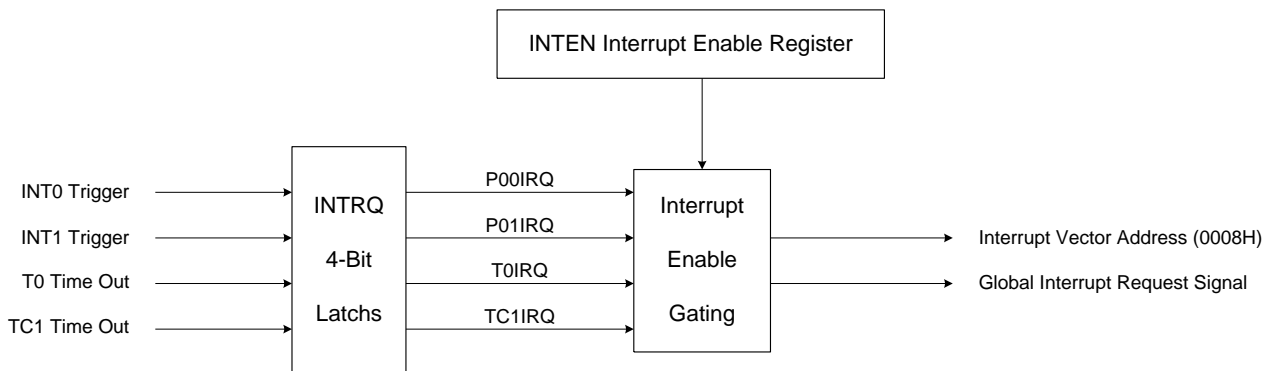 INTEN Interrupt Enable Register
INT0 Trigger
INT1 Trigger
T0 Time Out
TC1 Time Out
INTRQ
4-Bit
Latchs
P00IRQ
P01IRQ
T0IRQ
TC1IRQ
Interrupt
Enable
Gating
Interrupt Vector Address (0008H)
Global Interrupt Request Signal